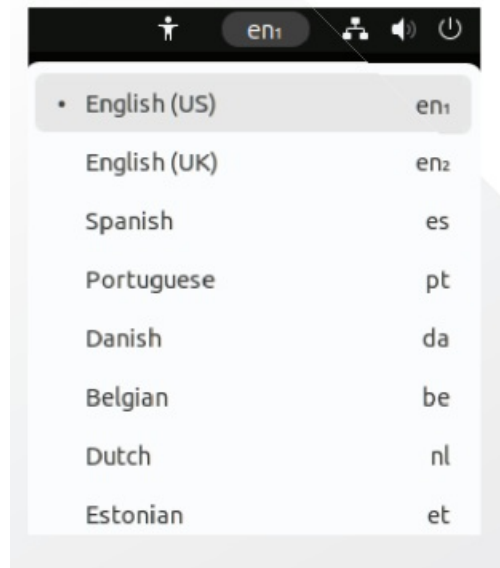 en₁
• English (US) en₁
English (UK) en₂
Spanish es
Portuguese pt
Danish da
Belgian be
Dutch nl
Estonian et